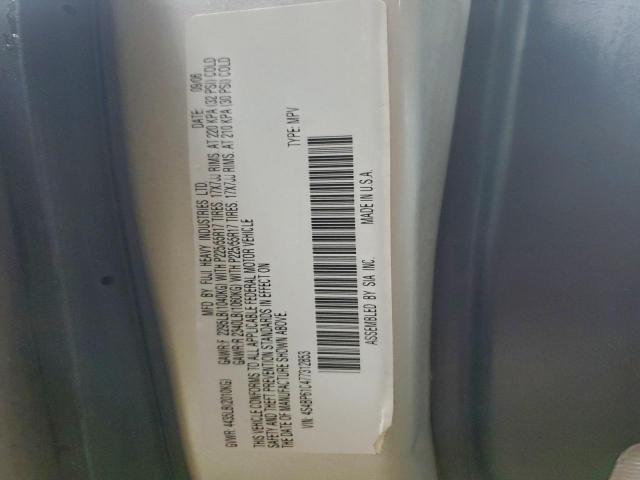 MFD BY FUJI HEAVY INDUSTRIES LTD. DATE: 09/06
GVWR: 4435LB(2010KG) GAWR:F 2295LB(1040KG) WITH P225/55R17 TIRES, 17X7JJ RIMS, AT 220 KPA (32 PSI) COLD
GAWR:R 2340LB(1060KG) WITH P225/55R17 TIRES, 17X7JJ RIMS, AT 210 KPA (30 PSI) COLD
THIS VEHICLE CONFORMS TO ALL APPLICABLE FEDERAL MOTOR VEHICLE
SAFETY AND THEFT PREVENTION STANDARDS IN EFFECT ON
THE DATE OF MANUFACTURE SHOWN ABOVE.
VIN: 4S4BP61C477312853 TYPE: MPV
ASSEMBLED BY SIA INC. MADE IN U.S.A.